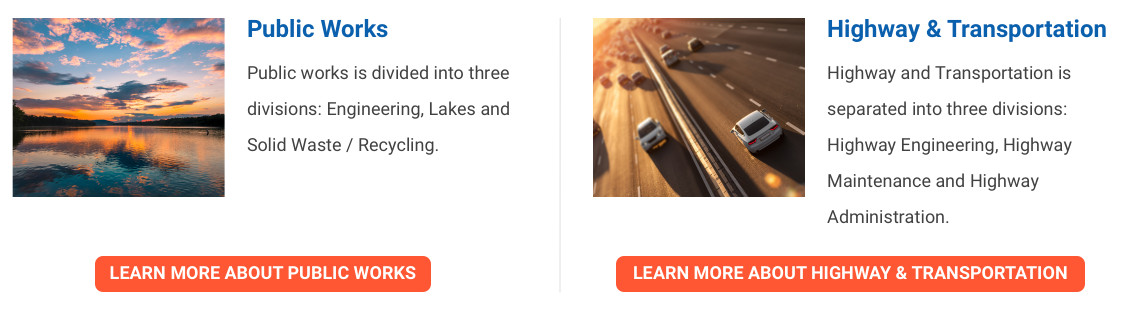 Public Works
Public works is divided into three
divisions: Engineering, Lakes and
Solid Waste / Recycling.
LEARN MORE ABOUT PUBLIC WORKS
Highway & Transportation
Highway and Transportation is
separated into three divisions:
Highway Engineering, Highway
Maintenance and Highway
Administration.
LEARN MORE ABOUT HIGHWAY & TRANSPORTATION